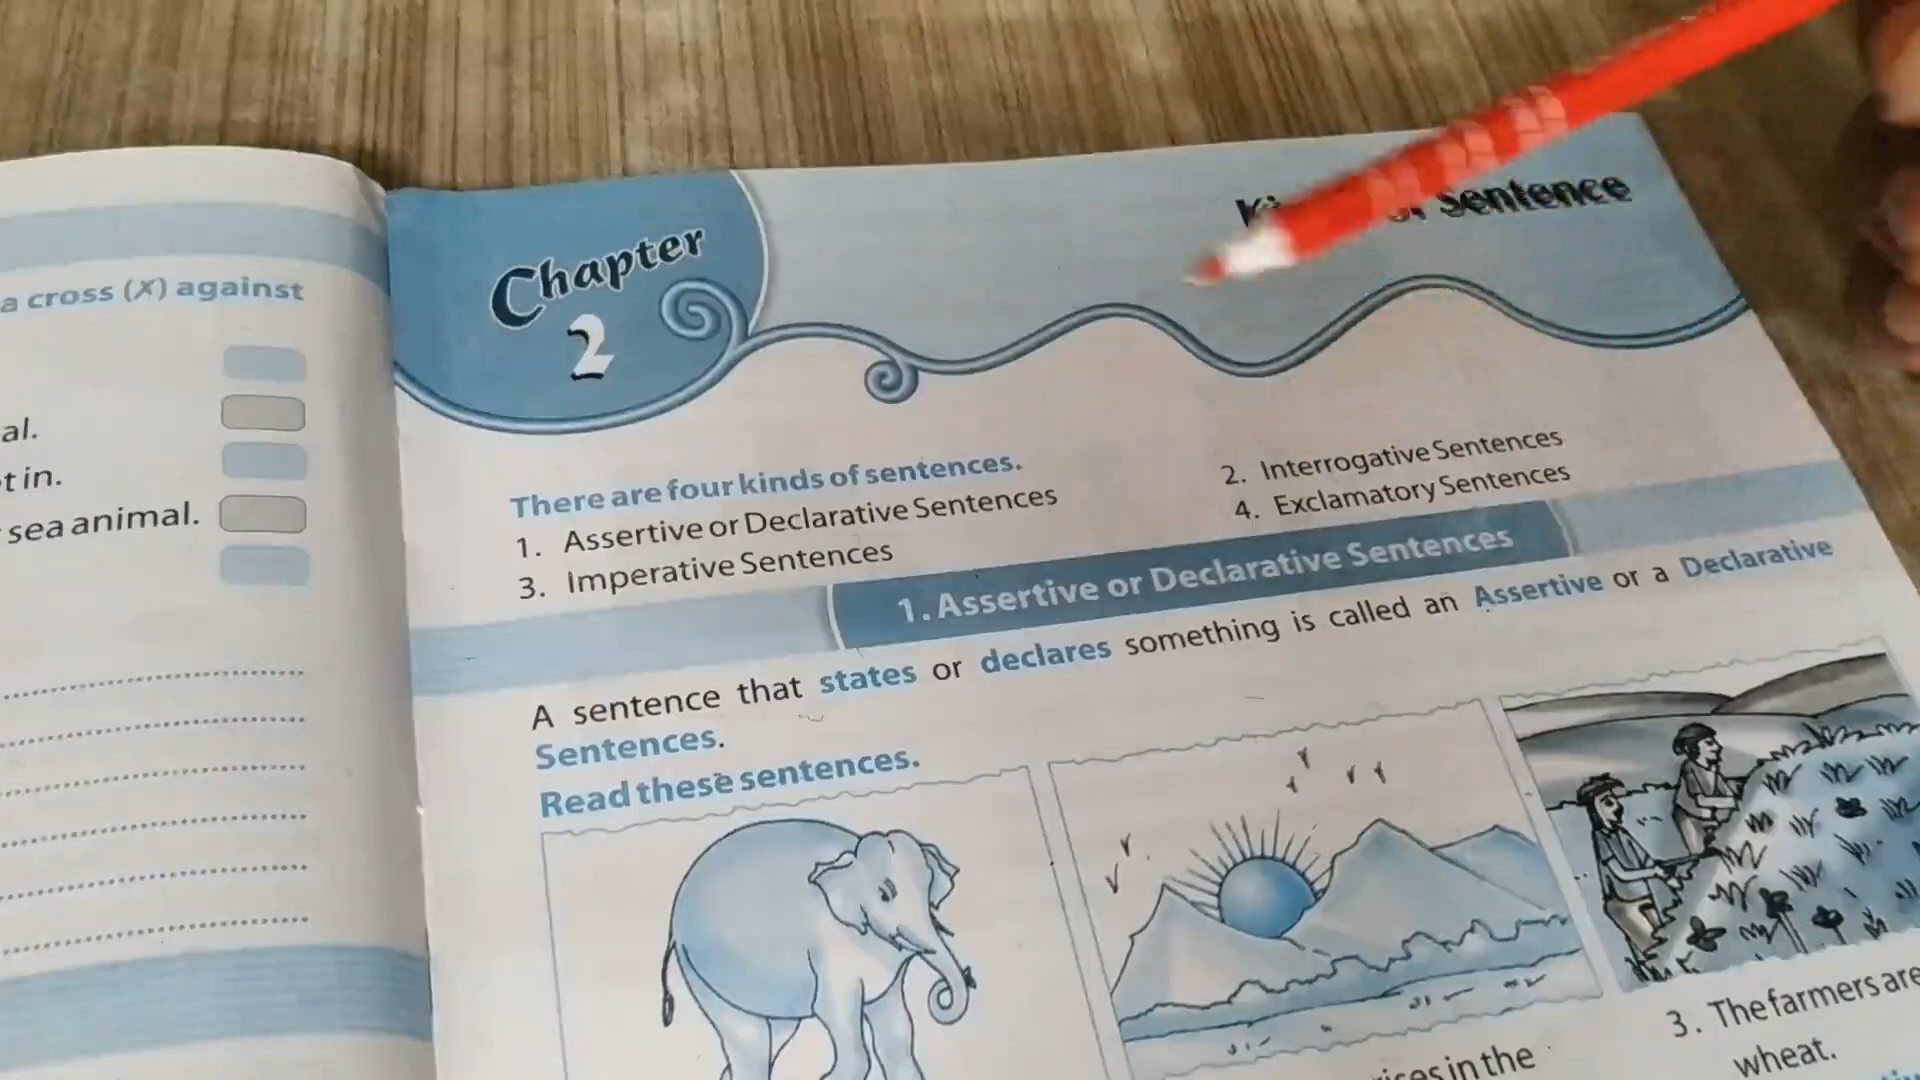 a cross (X) against
al.
t in.
sea animal.
Chapter
2
Sentence
There are four kinds of sentences.
1. Assertive or Declarative Sentences
2. Interrogative Sentences
3. Imperative Sentences
4. Exclamatory Sentences
1. Assertive or Declarative Sentences
A sentence that states or declares something is called an Assertive or a Declarative
Sentences.
Read these sentences.
in the
3. The farmers are
wheat.